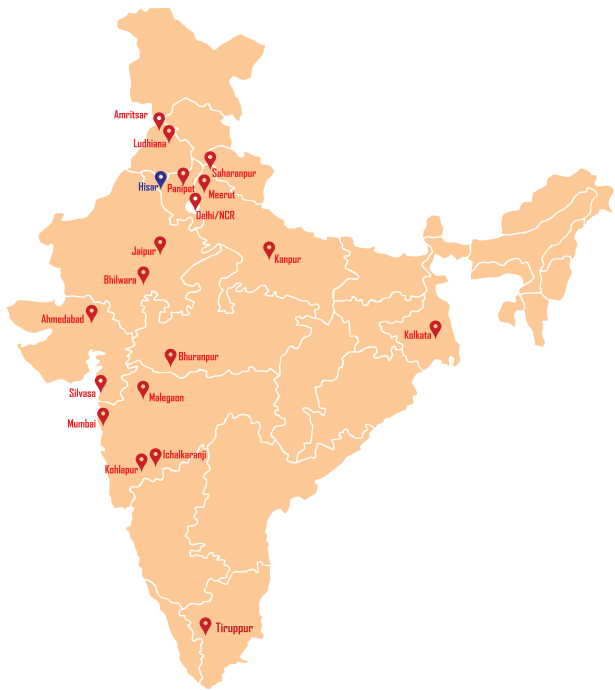 Amritsar
Ludhiana
Saharanpur
Hisar
Panipat
Meerut
Delhi/NCR
Jaipur
Kanpur
Bhilwara
Ahmedabad
Kolkata
Bhuranpur
Silvasa
Malegaon
Mumbai
Ichalkaranji
Kohlapur
Tiruppur